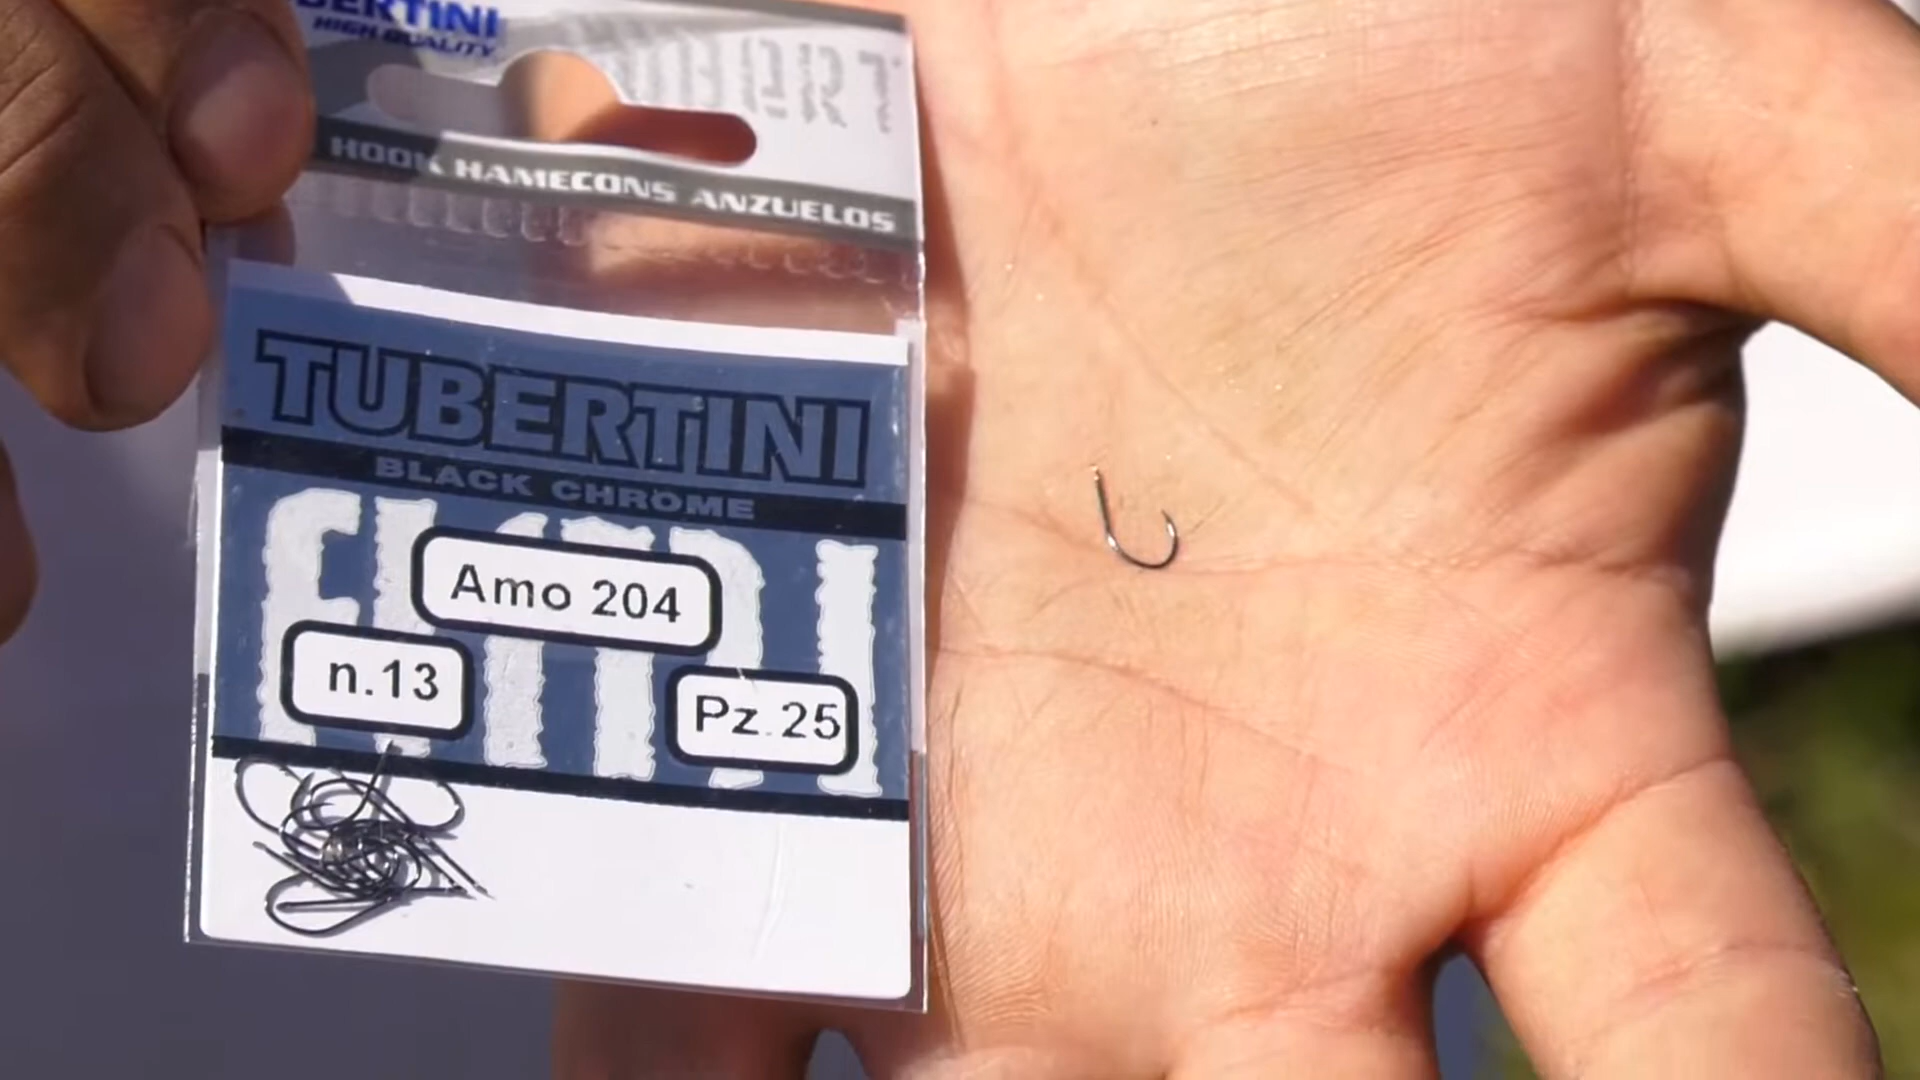 HIGH QUALITY
HOOK HAMECONS ANZUELOS
TUBERTINI
BLACK CHROME
Amo 204
n.13
Pz.25